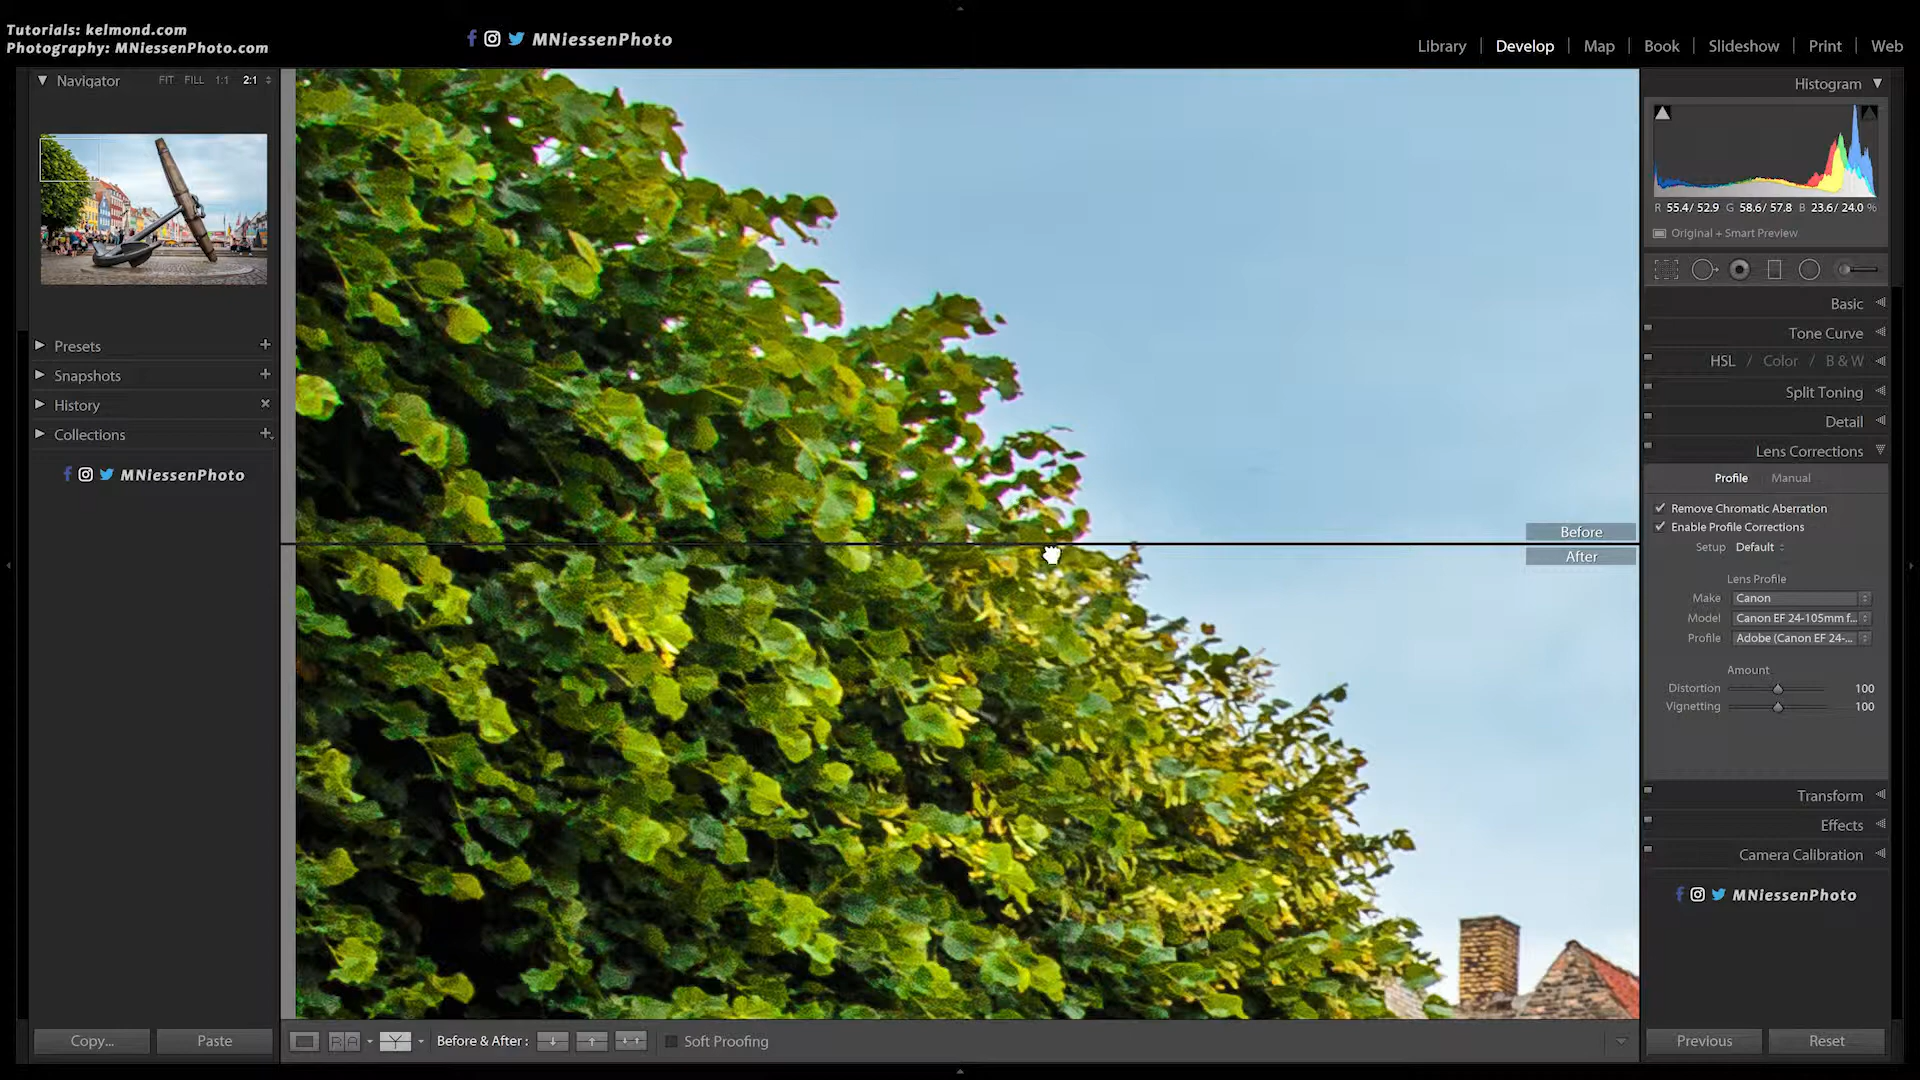 Tutorials: kelmond.com
Photography: MNiessenPhoto.com
MNiessenPhoto
Library | Develop | Map | Book | Slideshow | Print | Web
Navigator FIT FILL 1:1 2:1
Presets
Snapshots
History
Collections
MNiessenPhoto
Copy... Paste
Before
After
R A Y Before & After : Soft Proofing
Histogram
R 55.4/ 52.9 G 58.6/ 57.8 B 23.6/ 24.0 %
Original + Smart Preview
Basic
Tone Curve
HSL / Color / B & W
Split Toning
Detail
Lens Corrections
Profile Manual
Remove Chromatic Aberration
Enable Profile Corrections
Setup Default
Lens Profile
Make Canon
Model Canon EF 24-105mm f...
Profile Adobe (Canon EF 24-...
Amount
Distortion 100
Vignetting 100
Transform
Effects
Camera Calibration
MNiessenPhoto
Previous Reset